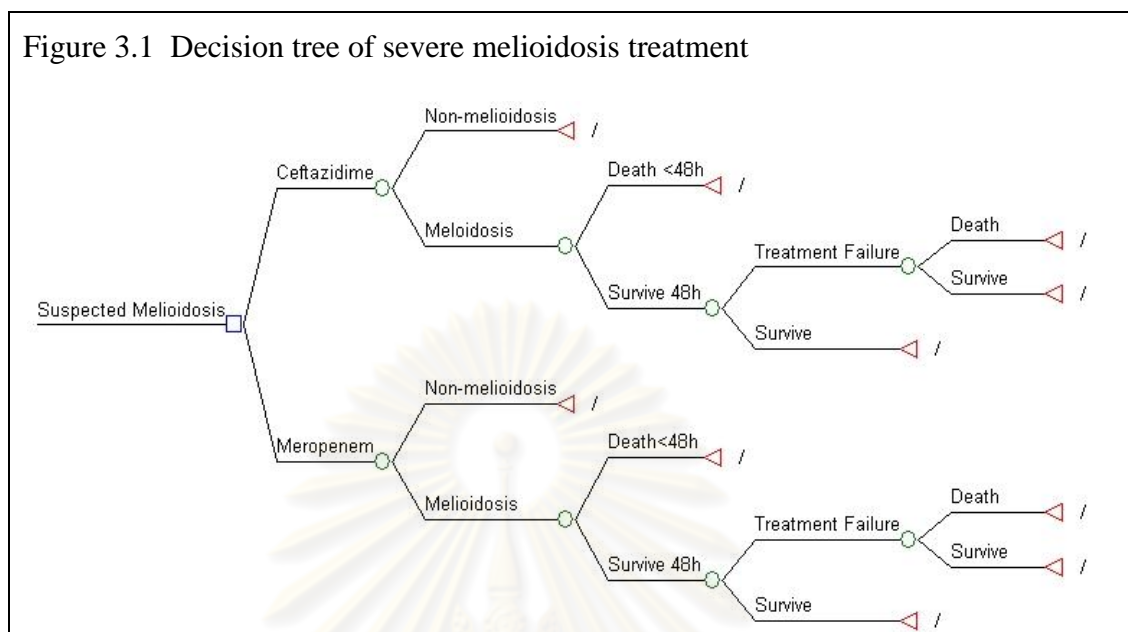 Figure 3.1 Decision tree of severe melioidosis treatment
Non-melioidosis /
Ceftazidime
Death <48h /
Meloidosis
Death /
Treatment Failure
Survive /
Survive 48h
Survive /
Suspected Melioidosis
Non-melioidosis /
Meropenem
Death<48h /
Melioidosis
Death /
Treatment Failure
Survive /
Survive 48h
Survive /